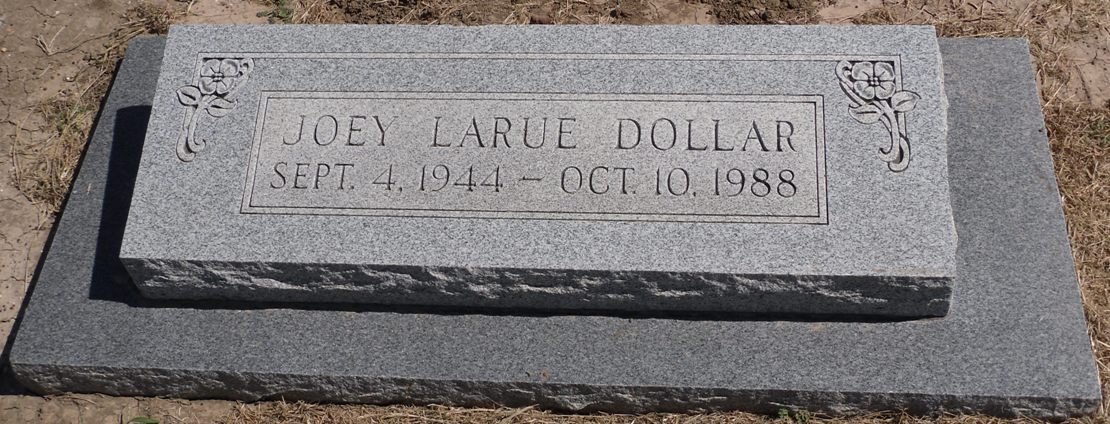 JOEY LARUE DOLLAR
SEPT. 4, 1944 – OCT. 10, 1988